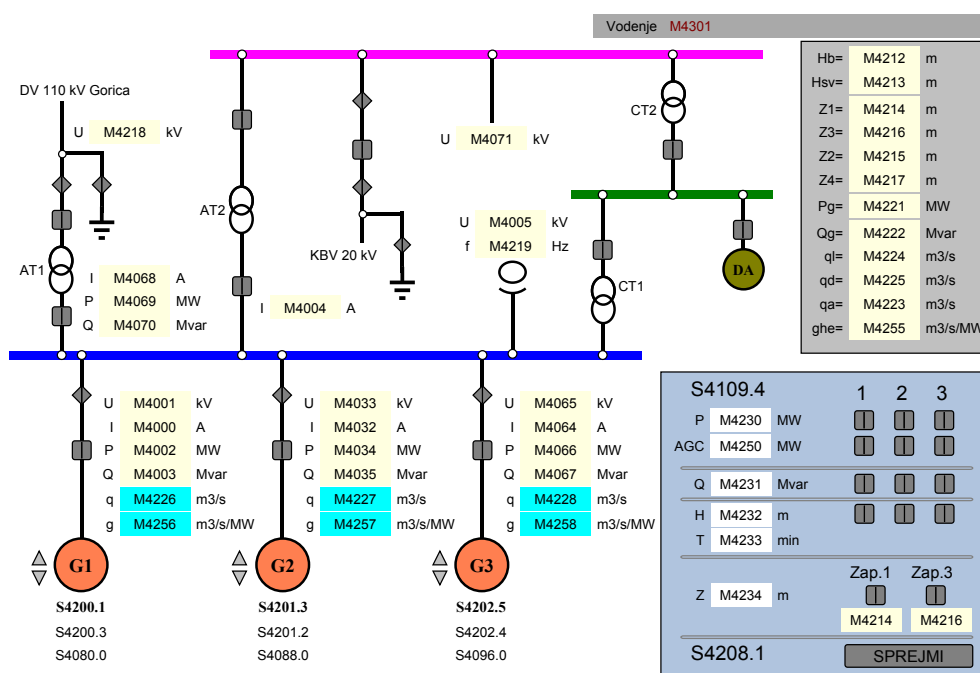 Vodenje M4301
DV 110 kV Gorica
U M4218 kV
AT1
I M4068 A
P M4069 MW
Q M4070 Mvar
AT2
I M4004 A
KBV 20 kV
U M4071 kV
U M4005 kV
f M4219 Hz
CT2
CT1
DA
Hb= M4212 m
Hsv= M4213 m
Z1= M4214 m
Z3= M4216 m
Z2= M4215 m
Z4= M4217 m
Pg= M4221 MW
Qg= M4222 Mvar
ql= M4224 m3/s
qd= M4225 m3/s
qa= M4223 m3/s
ghe= M4255 m3/s/MW
U M4001 kV
I M4000 A
P M4002 MW
Q M4003 Mvar
q M4226 m3/s
g M4256 m3/s/MW
G1
S4200.1
S4200.3
S4080.0
U M4033 kV
I M4032 A
P M4034 MW
Q M4035 Mvar
q M4227 m3/s
g M4257 m3/s/MW
G2
S4201.3
S4201.2
S4088.0
U M4065 kV
I M4064 A
P M4066 MW
Q M4067 Mvar
q M4228 m3/s
g M4258 m3/s/MW
G3
S4202.5
S4202.4
S4096.0
S4109.4 1 2 3
P M4230 MW
AGC M4250 MW
Q M4231 Mvar
H M4232 m
T M4233 min
Zap.1 Zap.3
Z M4234 m
M4214 M4216
S4208.1 SPREJMI